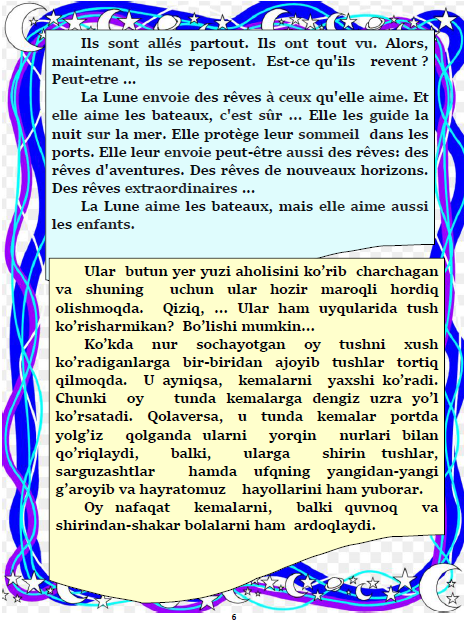 Ils sont allés partout. Ils ont tout vu. Alors,
maintenant, ils se reposent. Est-ce qu'ils revent ?
Peut-etre ...
La Lune envoie des rêves à ceux qu'elle aime. Et
elle aime les bateaux, c'est sûr ... Elle les guide la
nuit sur la mer. Elle protège leur sommeil dans les
ports. Elle leur envoie peut-être aussi des rêves: des
rêves d'aventures. Des rêves de nouveaux horizons.
Des rêves extraordinaires ...
La Lune aime les bateaux, mais elle aime aussi
les enfants.
Ular butun yer yuzi aholisini ko'rib charchagan
va shuning uchun ular hozir maroqli hordiq
olishmoqda. Qiziq, ... Ular ham uyqularida tush
ko'risharmikan? Bo'lishi mumkin...
Ko'kda nur sochayotgan oy tushni xush
ko'radiganlarga bir-biridan ajoyib tushlar tortiq
qilmoqda. U ayniqsa, kemalarni yaxshi ko'radi.
Chunki oy tunda kemalarga dengiz uzra yo'l
ko'rsatadi. Qolaversa, u tunda kemalar portda
yolg'iz qolganda ularni yorqin nurlari bilan
qo'riqlaydi, balki, ularga shirin tushlar,
sarguzashtlar hamda ufqning yangidan-yangi
g'aroyib va hayratomuz hayollarini ham yuborar.
Oy nafaqat kemalarni, balki quvnoq va
shirindan-shakar bolalarni ham ardoqlaydi.
6